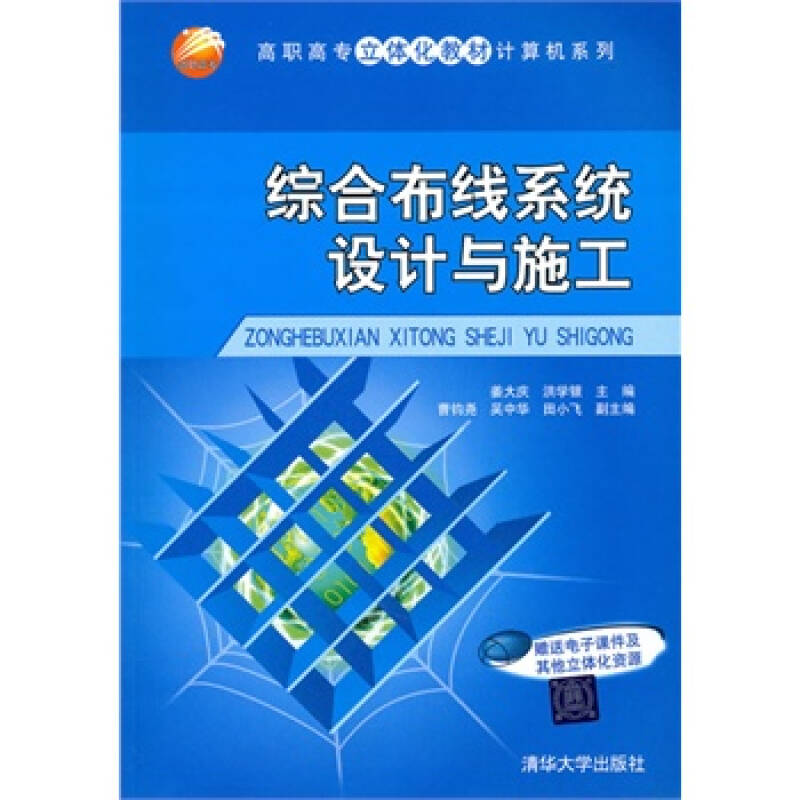 高职高专立体化教材计算机系列
综合布线系统
设计与施工
ZONGHEBUXIAN XITONG SHEJI YU SHIGONG
姜大庆 洪学银 主 编
曹钧尧 吴中华 田小飞 副主编
赠送电子课件及
其他立体化资源
清华大学出版社